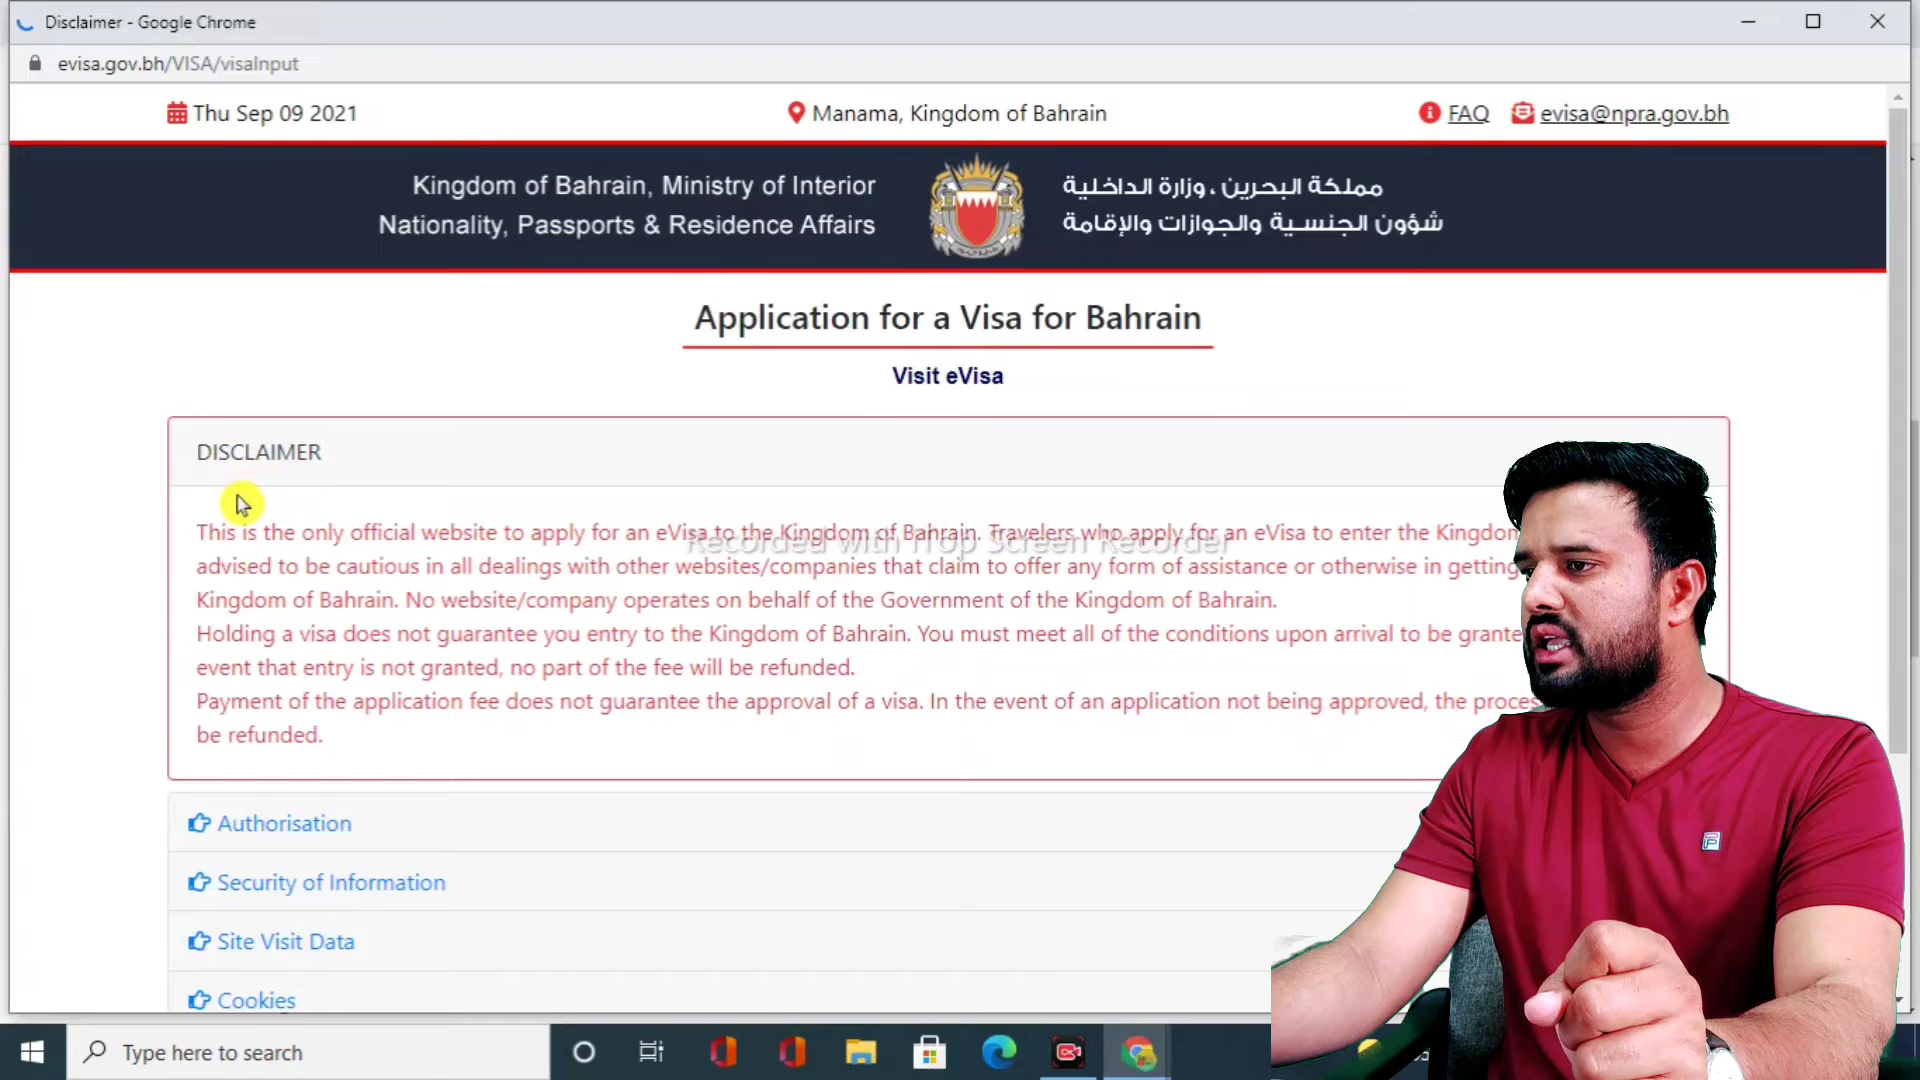 Disclaimer - Google Chrome
evisa.gov.bh/VISA/visaInput
Thu Sep 09 2021
Manama, Kingdom of Bahrain
FAQ
evisa@npra.gov.bh
Kingdom of Bahrain, Ministry of Interior
Nationality, Passports & Residence Affairs
مملكة البحرين ، وزارة الداخلية
شؤون الجنسية والجوازات والإقامة
Application for a Visa for Bahrain
Visit eVisa
DISCLAIMER
This is the only official website to apply for an eVisa to the Kingdom of Bahrain. Travelers who apply for an eVisa to enter the
Recorded with iTop Screen Recorder
advised to be cautious in all dealings with other websites/companies that claim to offer any form of assistance or otherwise in getting
Kingdom of Bahrain. No website/company operates on behalf of the Government of the Kingdom of Bahrain.
Holding a visa does not guarantee you entry to the Kingdom of Bahrain. You must meet all of the conditions upon arrival to be
event that entry is not granted, no part of the fee will be refunded.
Payment of the application fee does not guarantee the approval of a visa. In the event of an application not being approved, the
be refunded.
Authorisation
Security of Information
Site Visit Data
Cookies
Type here to search